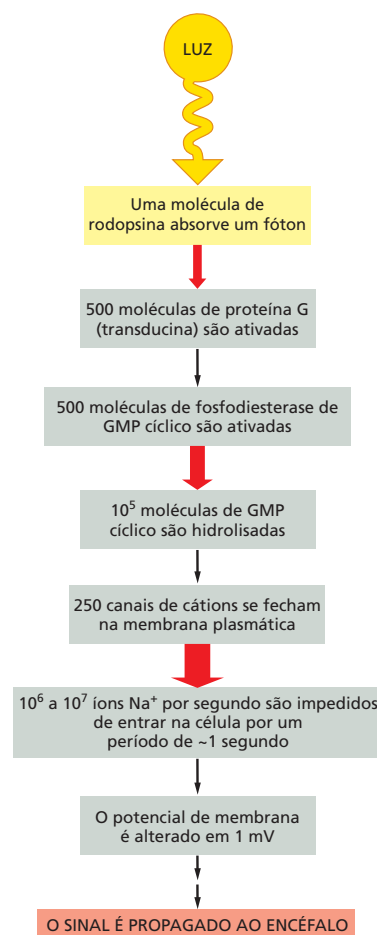 LUZ
Uma molécula de
rodopsina absorve um fóton
500 moléculas de proteína G
(transducina) são ativadas
500 moléculas de fosfodiesterase de
GMP cíclico são ativadas
10⁵ moléculas de GMP
cíclico são hidrolisadas
250 canais de cátions se fecham
na membrana plasmática
10⁶ a 10⁷ íons Na⁺ por segundo são impedidos
de entrar na célula por um
período de ~1 segundo
O potencial de membrana
é alterado em 1 mV
O SINAL É PROPAGADO AO ENCÉFALO